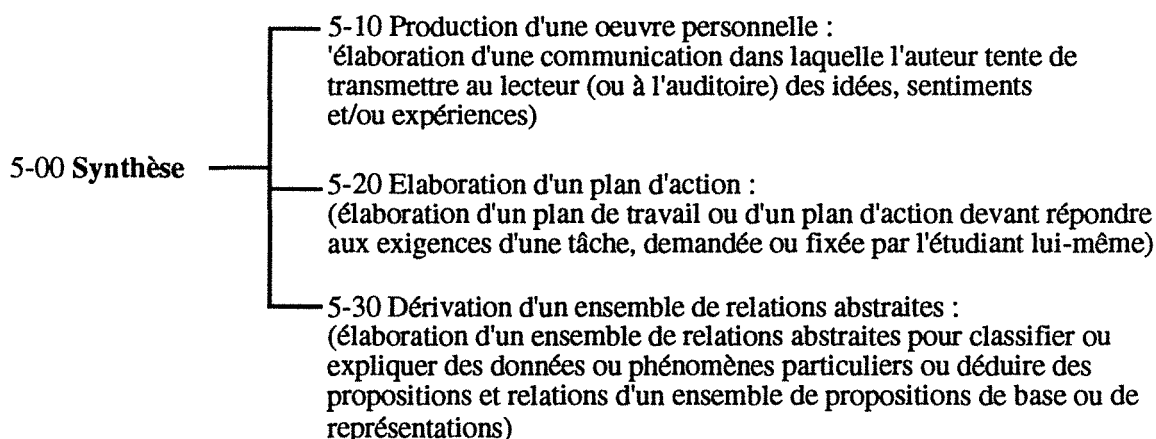 5-10 Production d'une oeuvre personnelle :
'élaboration d'une communication dans laquelle l'auteur tente de
transmettre au lecteur (ou à l'auditoire) des idées, sentiments
et/ou expériences)
5-00 Synthèse
5-20 Elaboration d'un plan d'action :
(élaboration d'un plan de travail ou d'un plan d'action devant répondre
aux exigences d'une tâche, demandée ou fixée par l'étudiant lui-même)
5-30 Dérivation d'un ensemble de relations abstraites :
(élaboration d'un ensemble de relations abstraites pour classifier ou
expliquer des données ou phénomènes particuliers ou déduire des
propositions et relations d'un ensemble de propositions de base ou de
représentations)